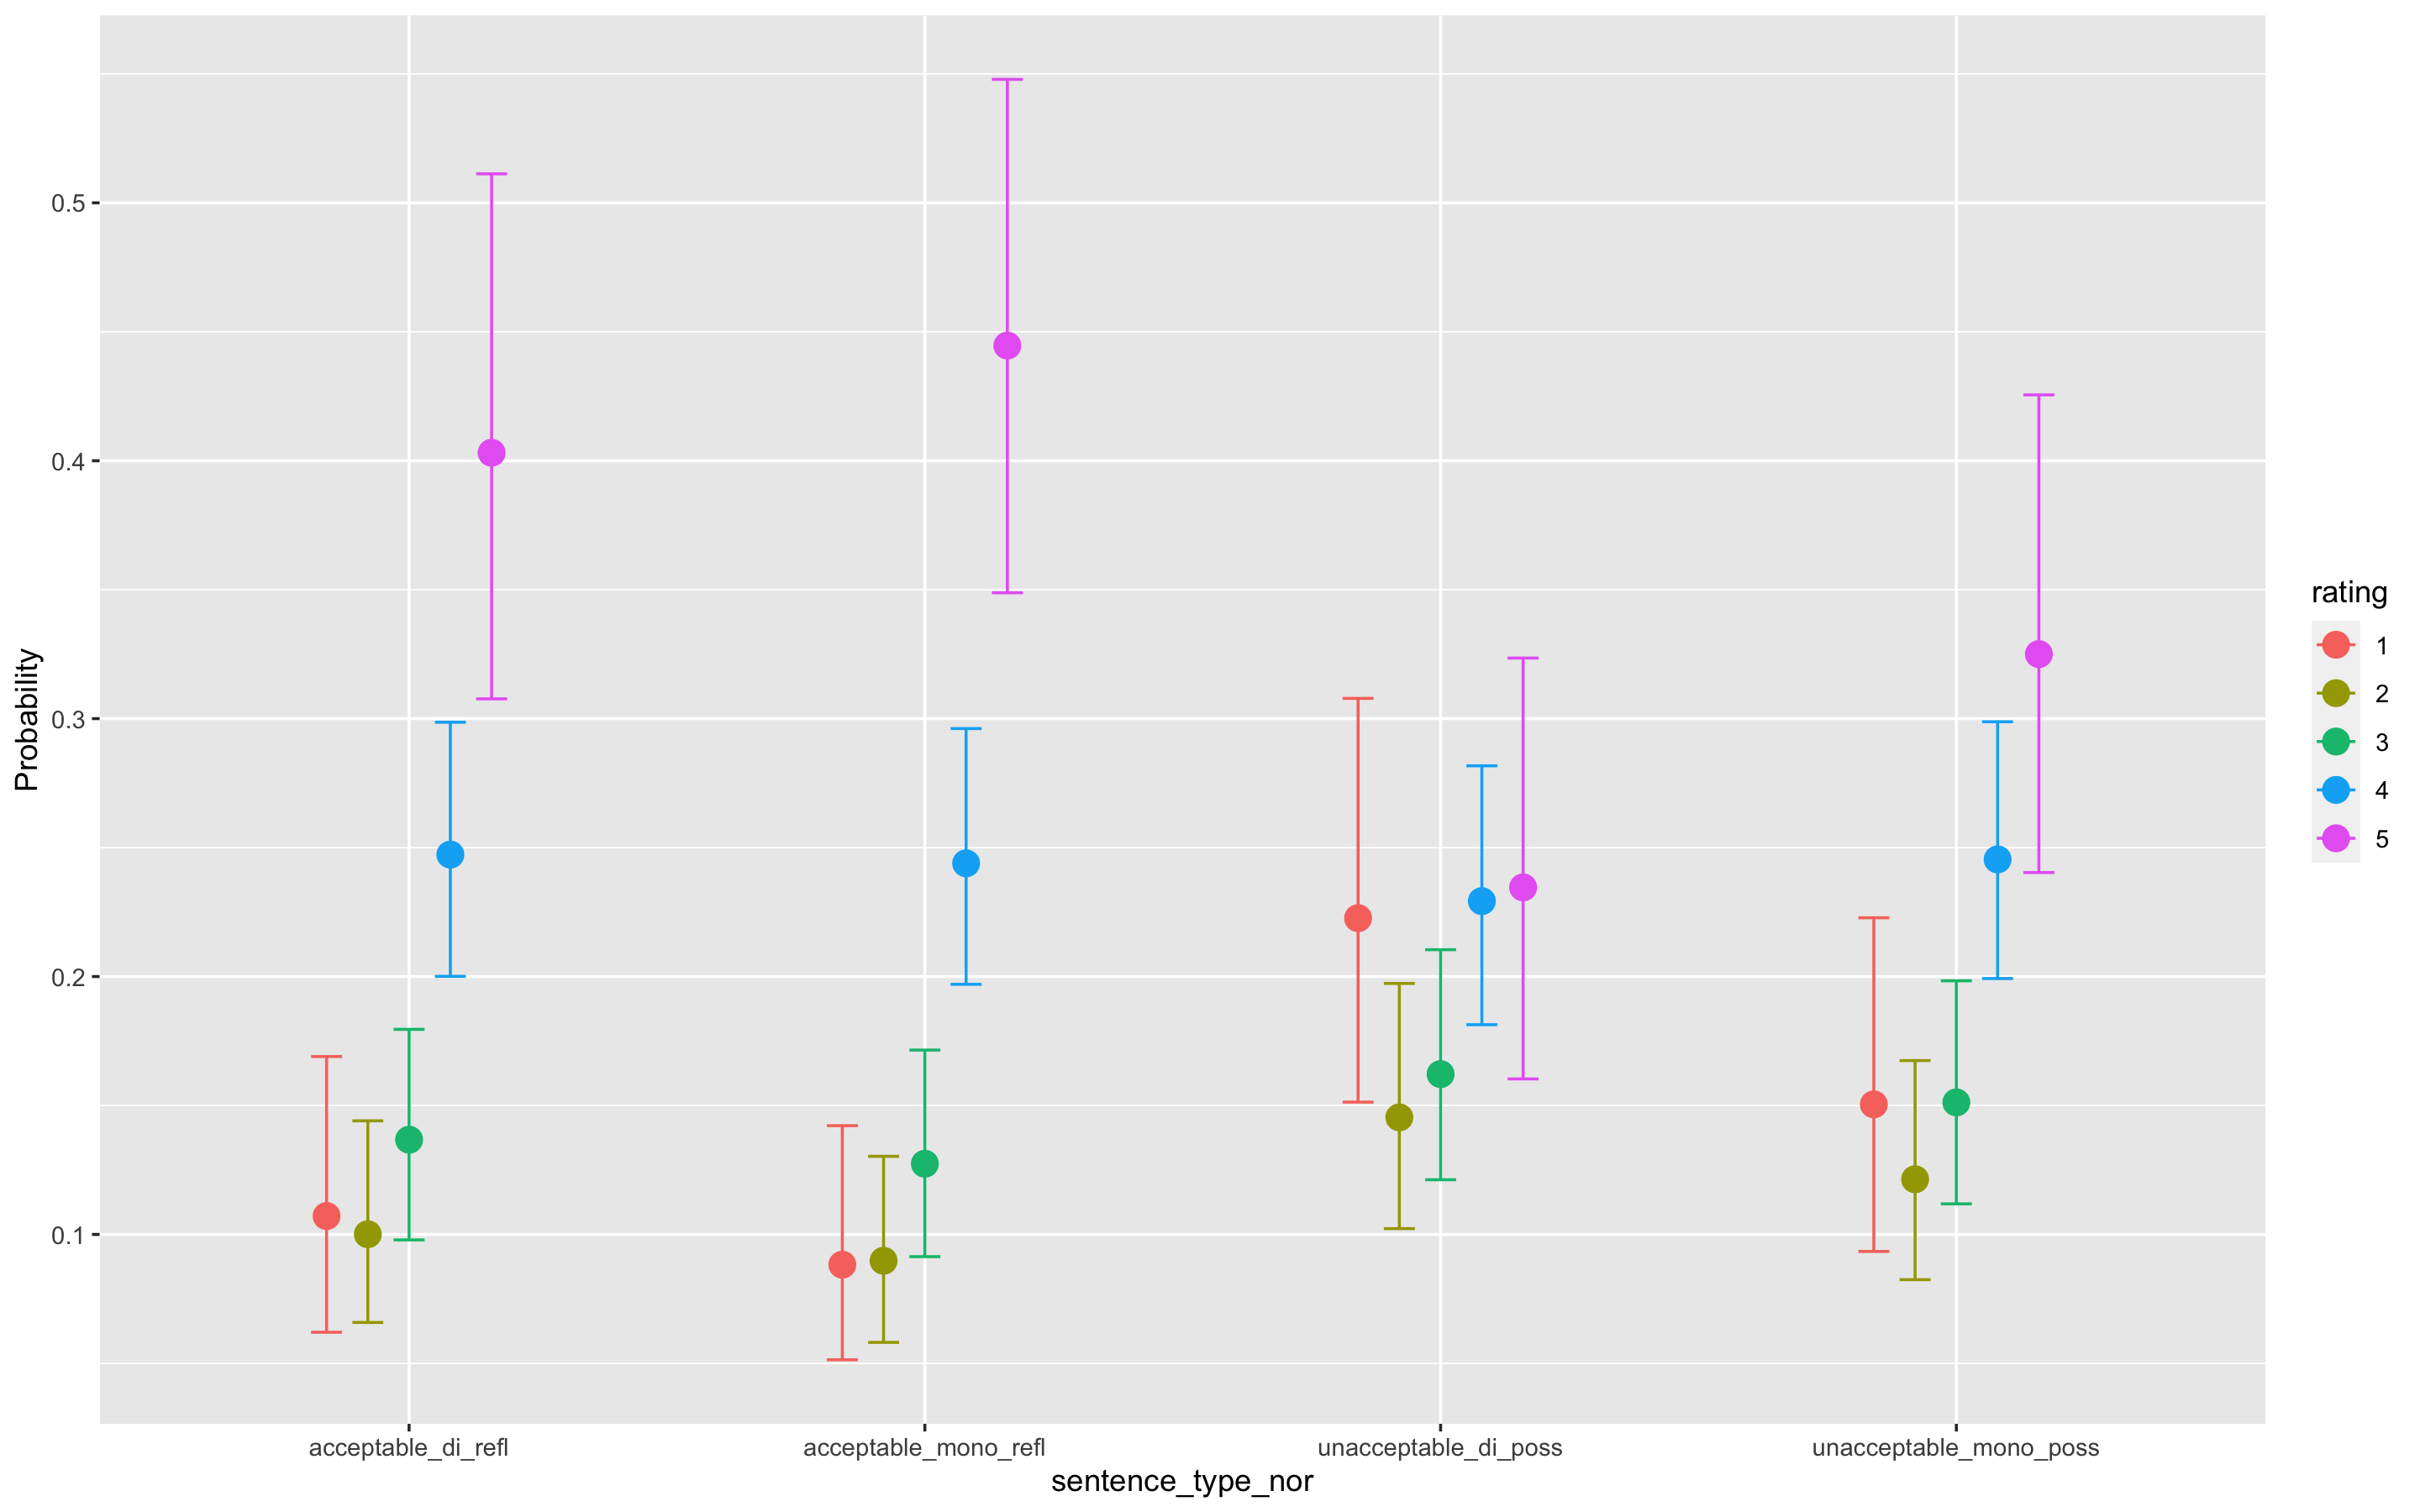 Probability
0.5
0.4
0.3
0.2
0.1
acceptable_di_refl
acceptable_mono_refl
unacceptable_di_poss
unacceptable_mono_poss
sentence_type_nor
rating
1
2
3
4
5